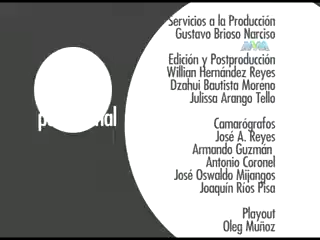 Servicios a la Producción
Gustavo Brioso Narciso
Edición y Postproducción
Willian Hernández Reyes
Dzahui Bautista Moreno
Julissa Arango Tello
Camarógrafos
José A. Reyes
Armando Guzmán
Antonio Coronel
José Oswaldo Mijangos
Joaquín Ríos Pisa
Playout
Oleg Muñoz